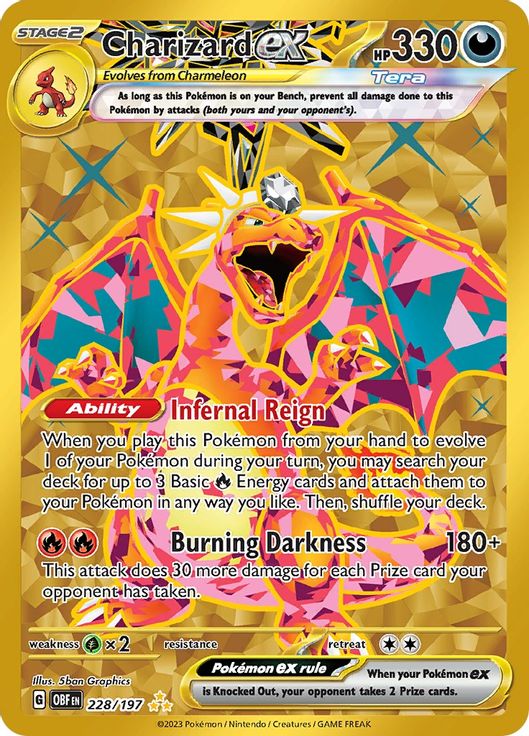 STAGE2
Charizard ex HP 330
Evolves from Charmeleon
Tera
As long as this Pokémon is on your Bench, prevent all damage done to this
Pokémon by attacks (both yours and your opponent's).
Ability Infernal Reign
When you play this Pokémon from your hand to evolve
1 of your Pokémon during your turn, you may search your
deck for up to 3 Basic Energy cards and attach them to
your Pokémon in any way you like. Then, shuffle your deck.
Burning Darkness 180+
This attack does 30 more damage for each Prize card your
opponent has taken.
weakness ×2 resistance retreat
Illus. 5ban Graphics
Pokémon ex rule When your Pokémon ex
is Knocked Out, your opponent takes 2 Prize cards.
G OBF EN 228/197
©2023 Pokémon / Nintendo / Creatures / GAME FREAK